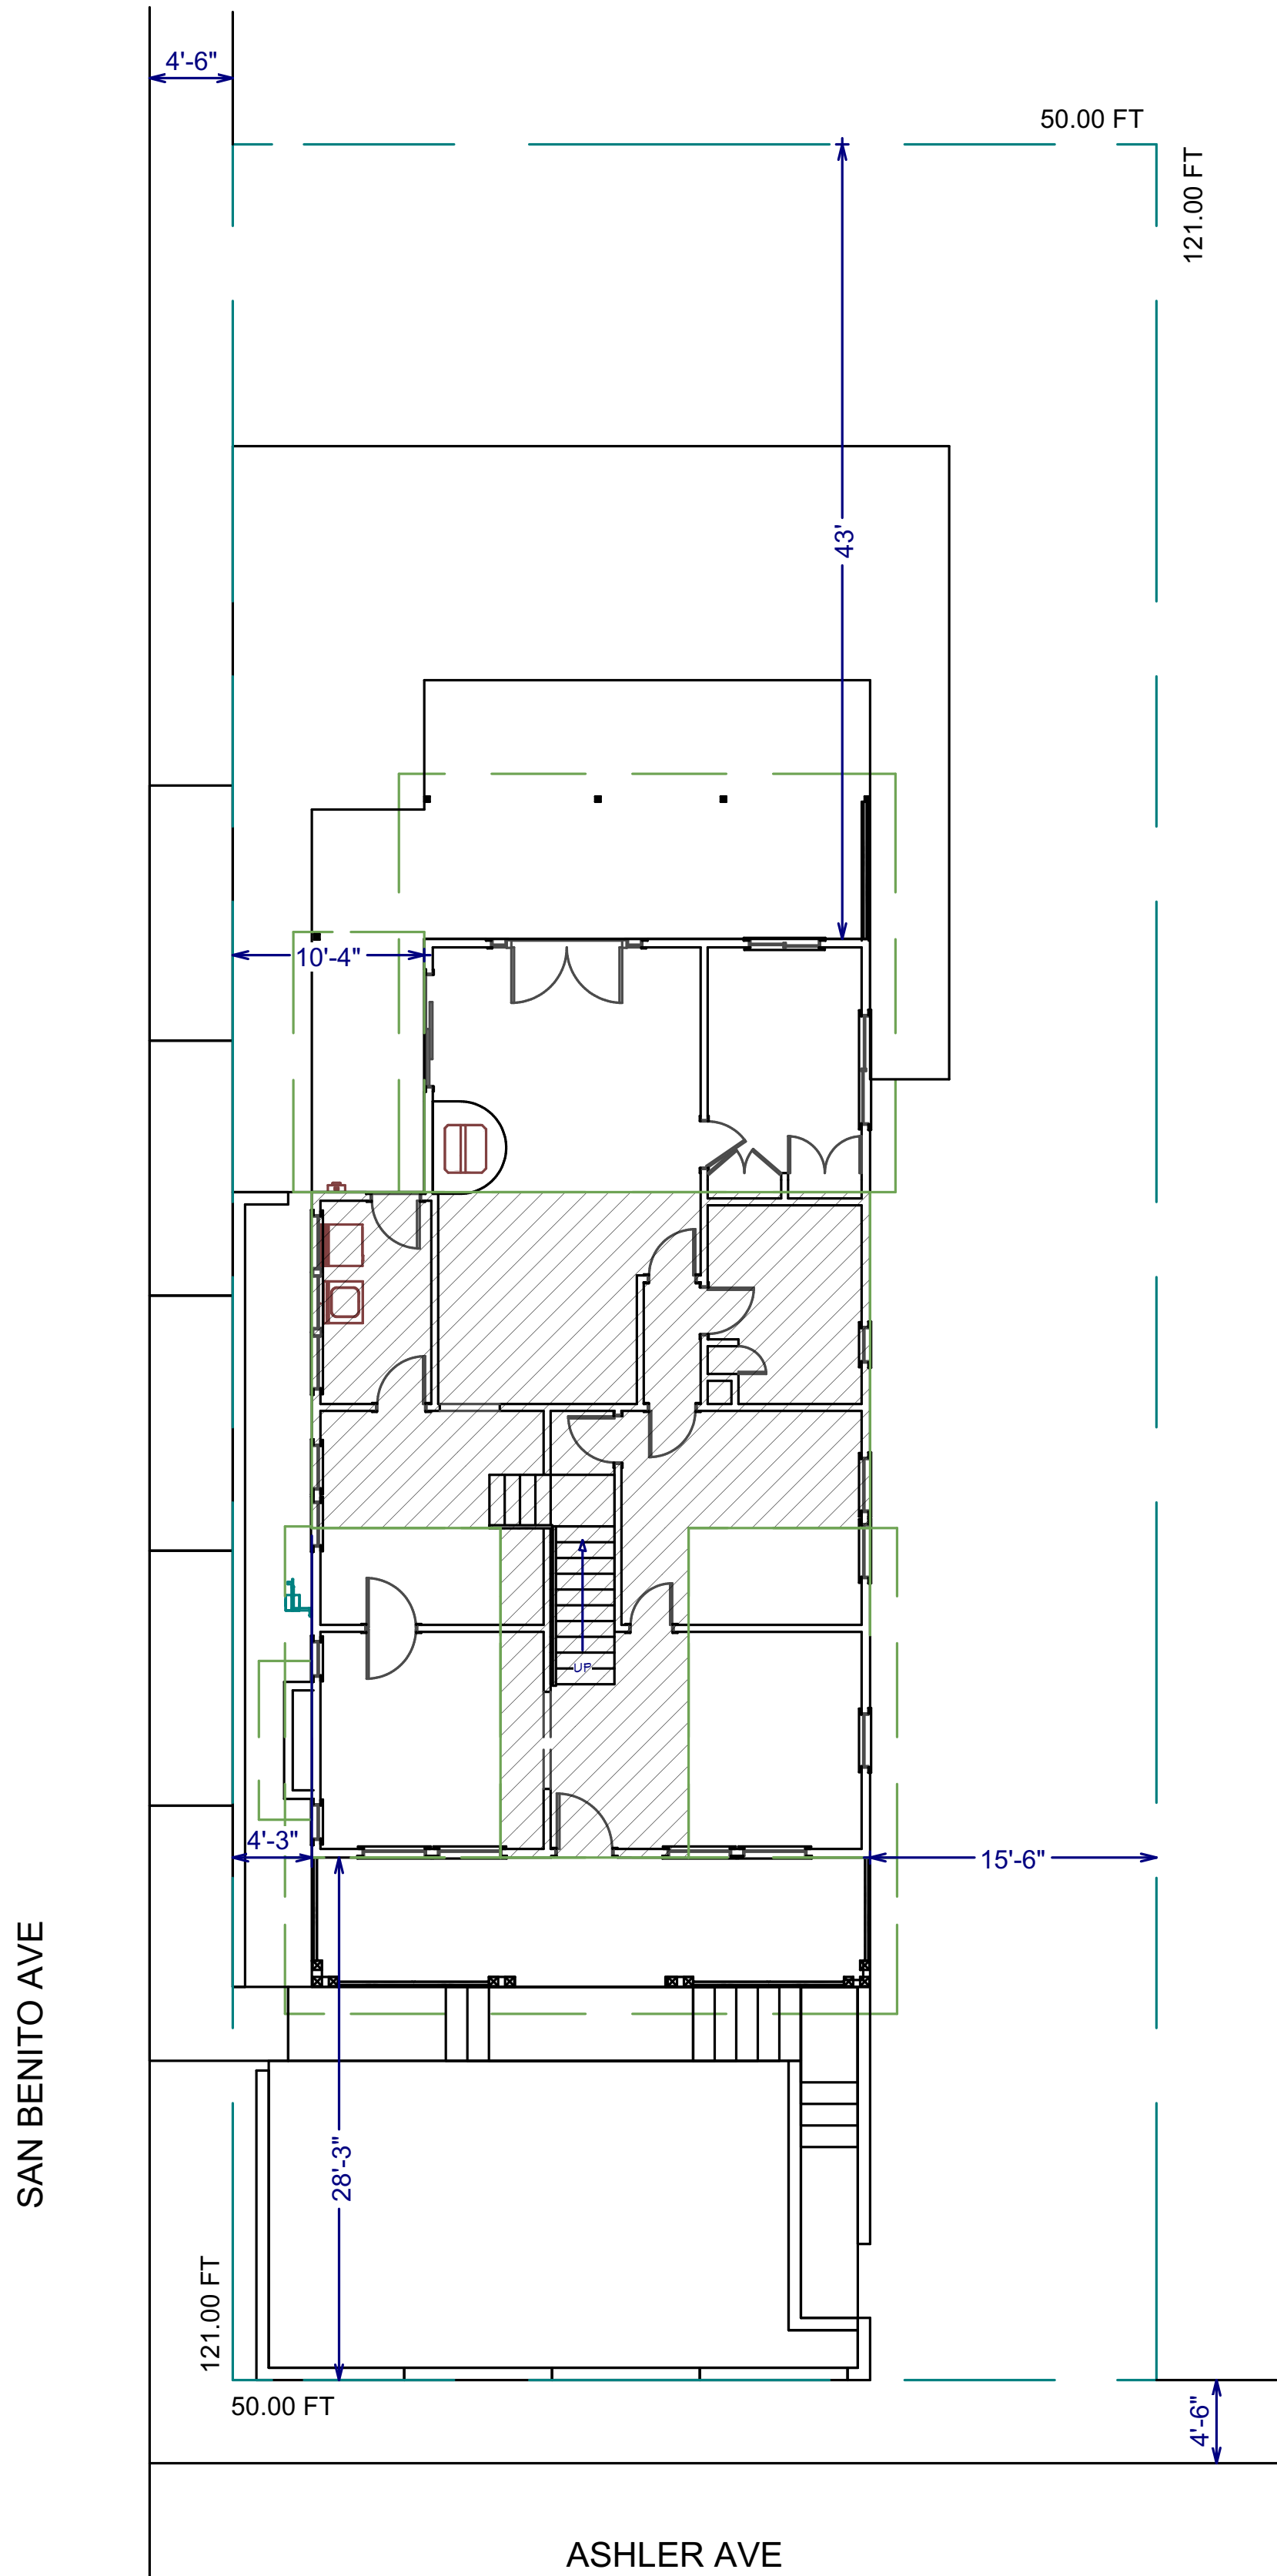 4'-6"
50.00 FT
121.00 FT
43'
10'-4"
UP
4'-3"
15'-6"
SAN BENITO AVE
28'-3"
121.00 FT
50.00 FT
4'-6"
ASHLER AVE